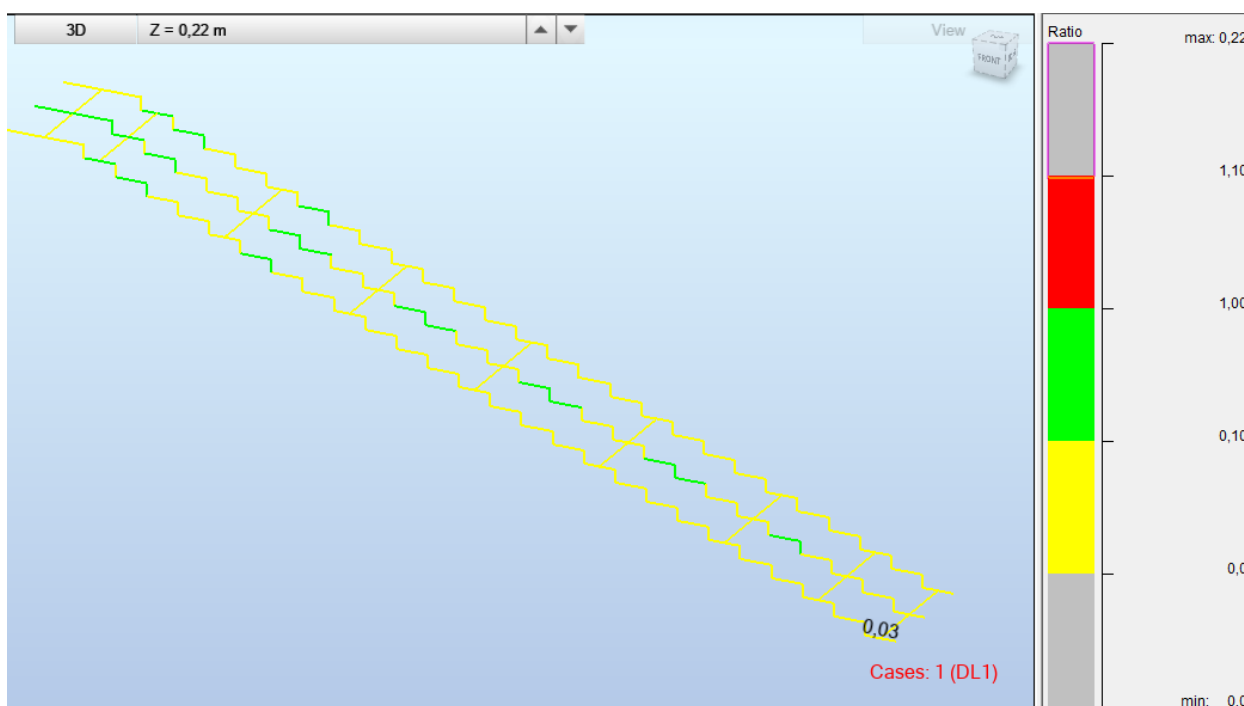 3D
Z = 0,22 m
View
FRONT
Ratio
max: 0,22
1,10
1,00
0,10
0,0
min: 0,0
0,03
Cases: 1 (DL1)